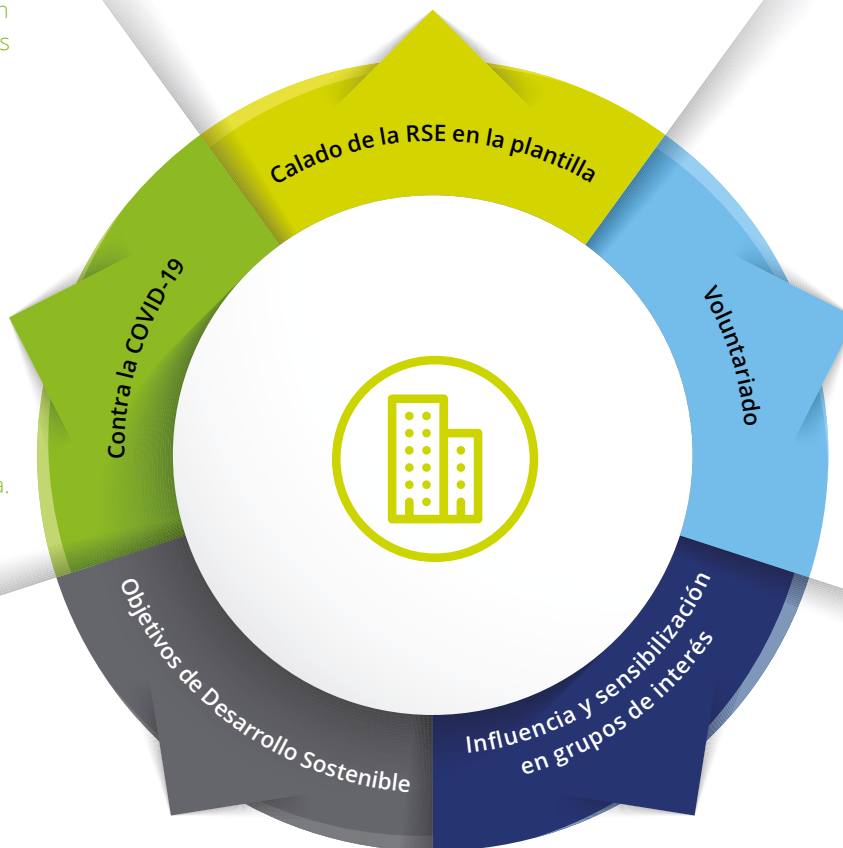 n
s
Calado de la RSE en la plantilla
Voluntariado
Influencia y sensibilización
en grupos de interés
Objetivos de Desarrollo Sostenible
Contra la COVID-19
a.